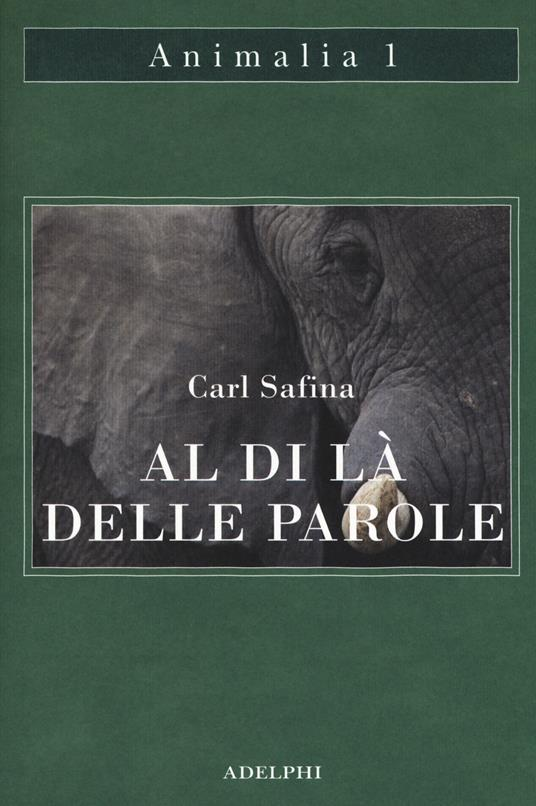 Animalia 1
Carl Safina
AL DI LÀ
DELLE PAROLE
ADELPHI